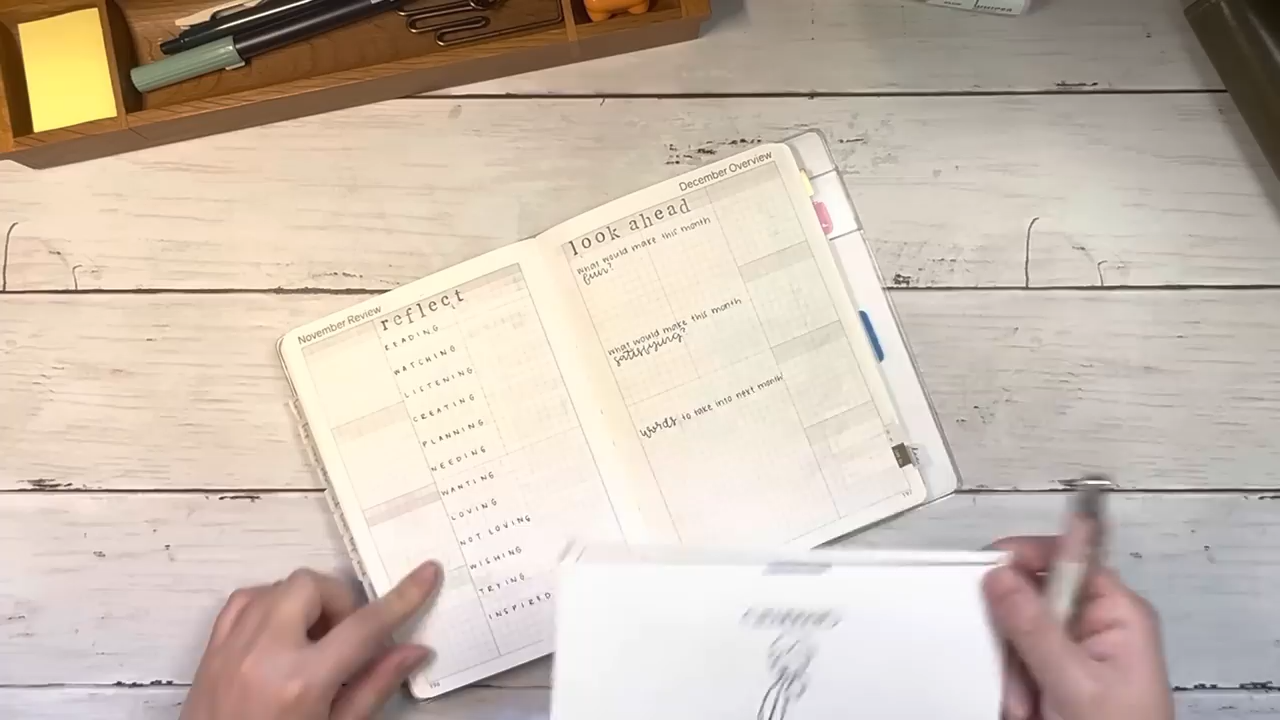 November Review
reflect
READING
WATCHING
LISTENING
CREATING
PLANNING
NEEDING
WANTING
LOVING
NOT LOVING
WISHING
TRYING
INSPIRED
December Overview
look ahead
what would make this month
fun?
what would make this month
satisfying?
words to take into next month